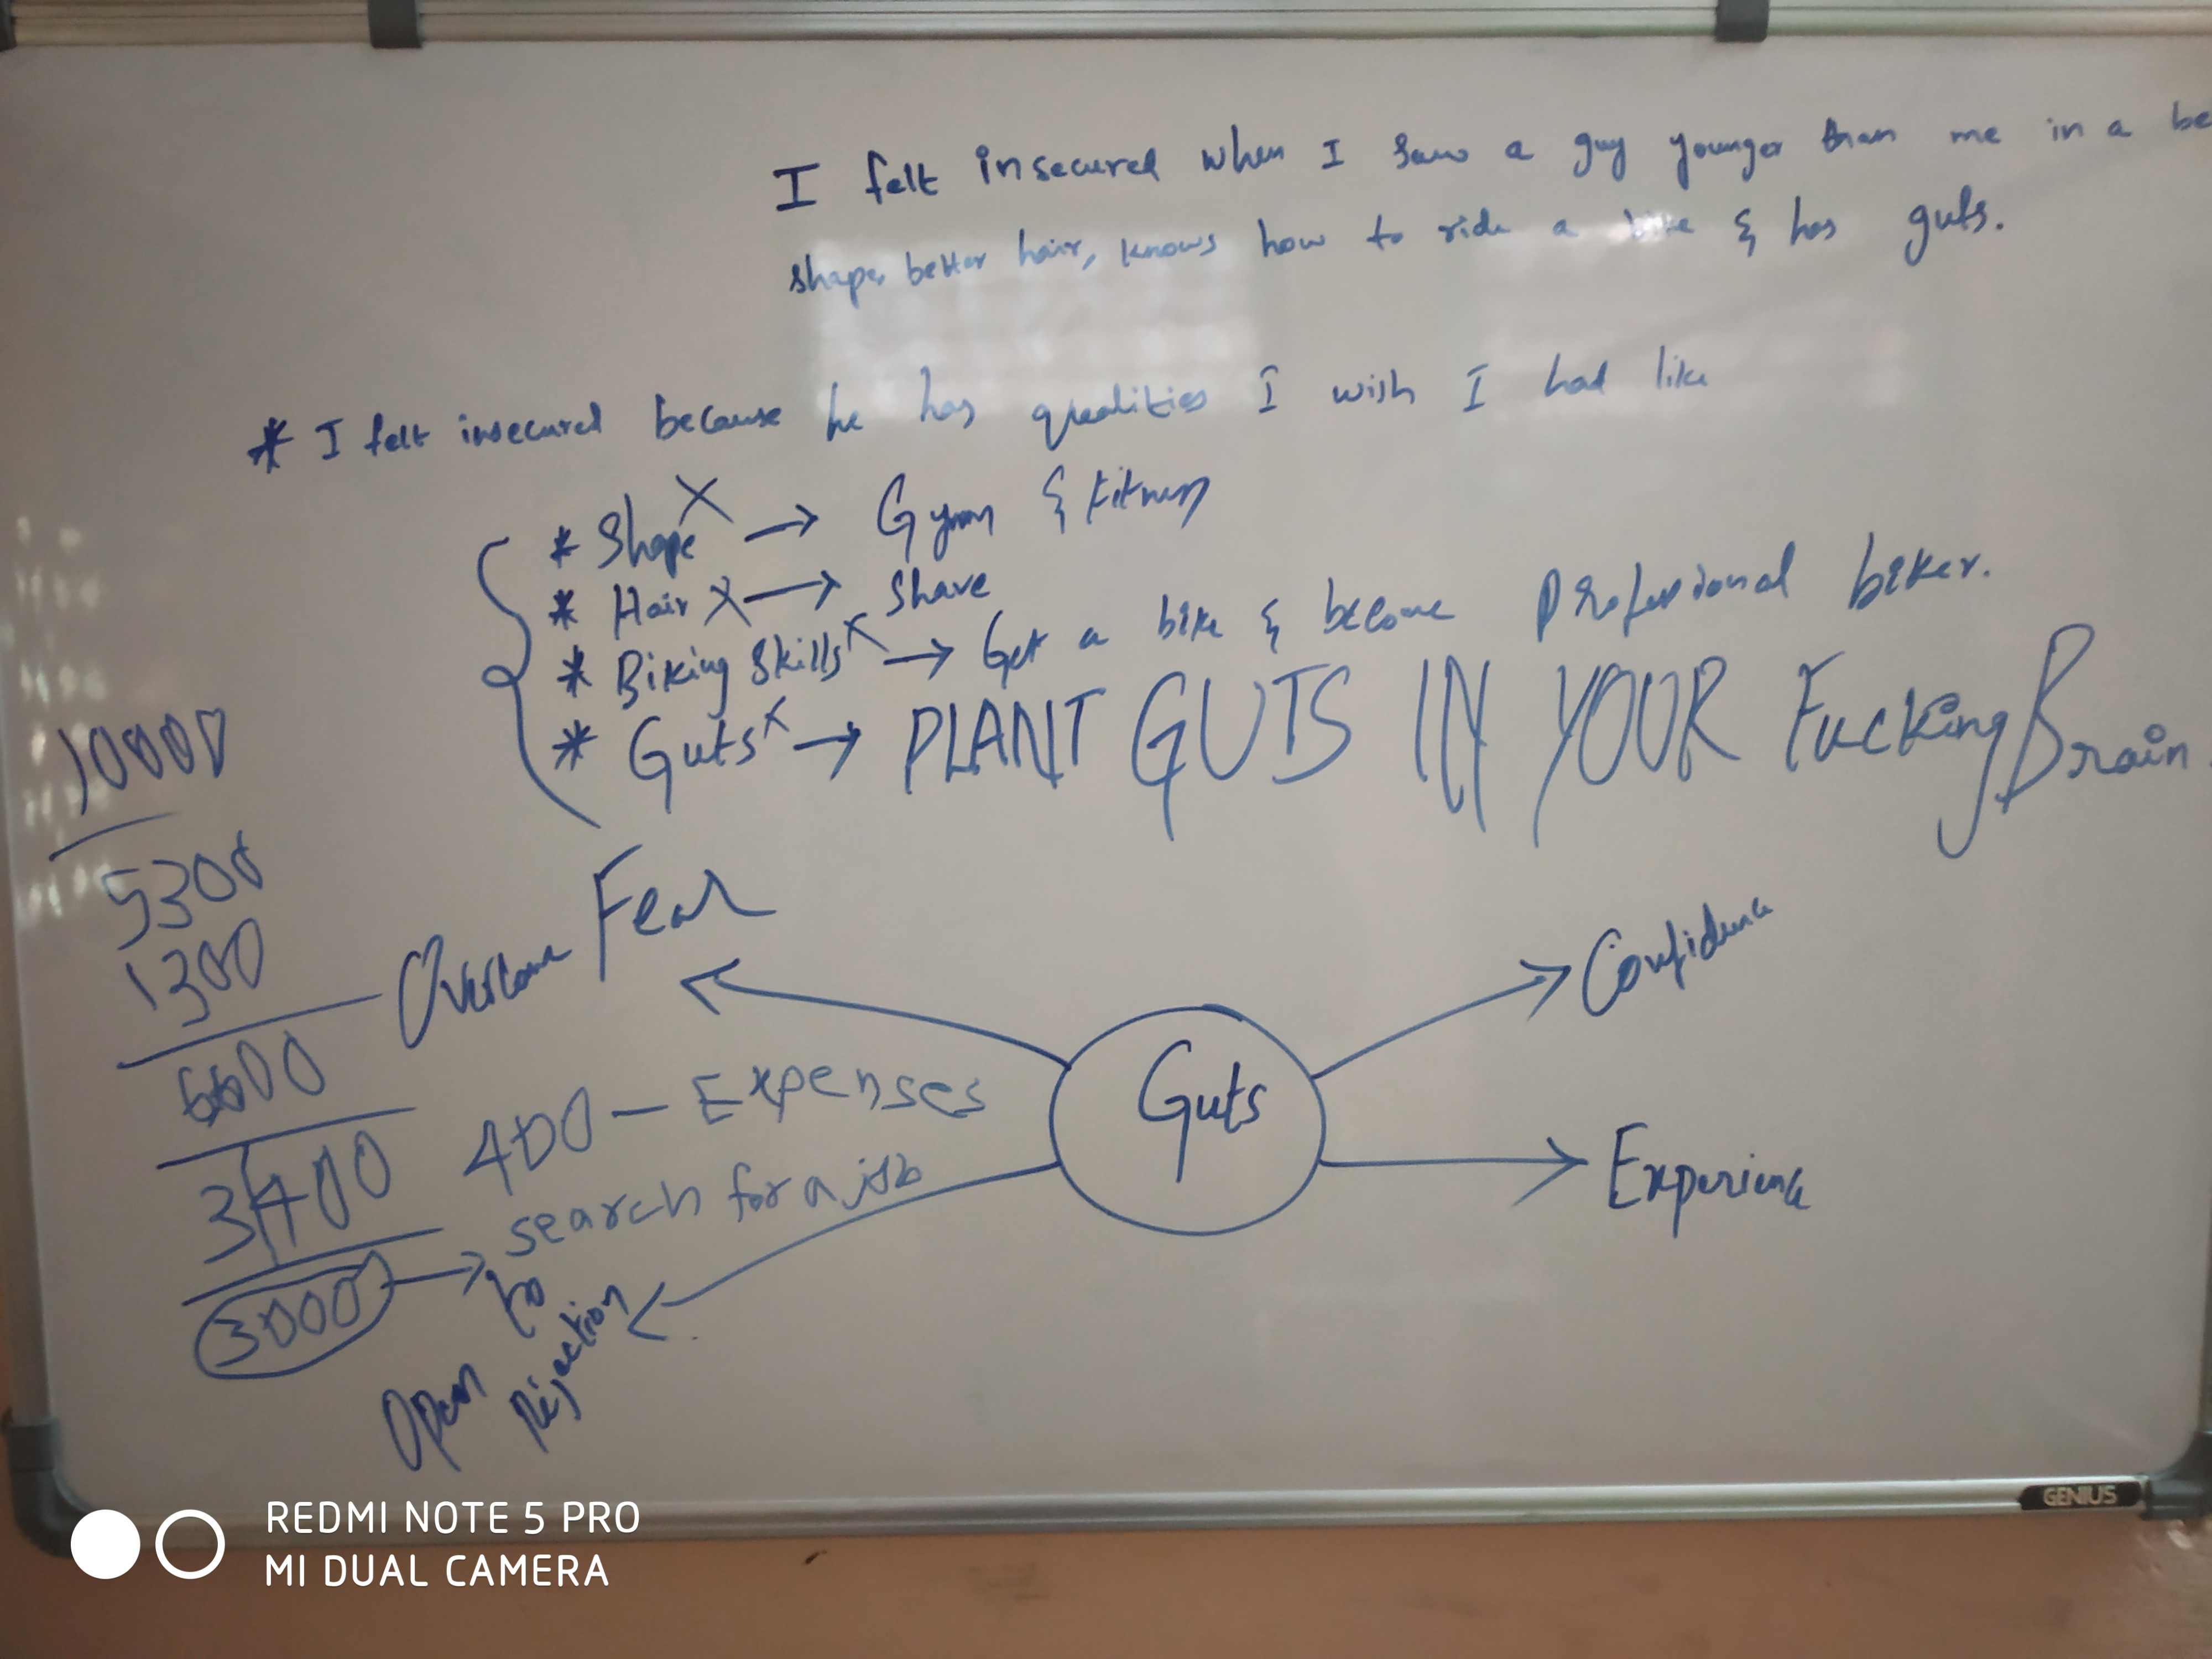 I felt insecured when I saw a guy younger than me in a be
shape, better hair, knows how to ride a bike & has guts.
* I felt insecured because he has qualities I wish I had like
* Shape X → Gym & Fitness
* Hair X → Shave
* Biking Skills X → Get a bike & become Professional biker.
* Guts X → PLANT GUTS IN YOUR Fucking Brain.
10000
5300
1300
6600
3400
3000 → search for a job
400 - Expenses
Overcome Fear
Guts
Confidence
Experience
Open to Rejaction
GENIUS
REDMI NOTE 5 PRO
MI DUAL CAMERA